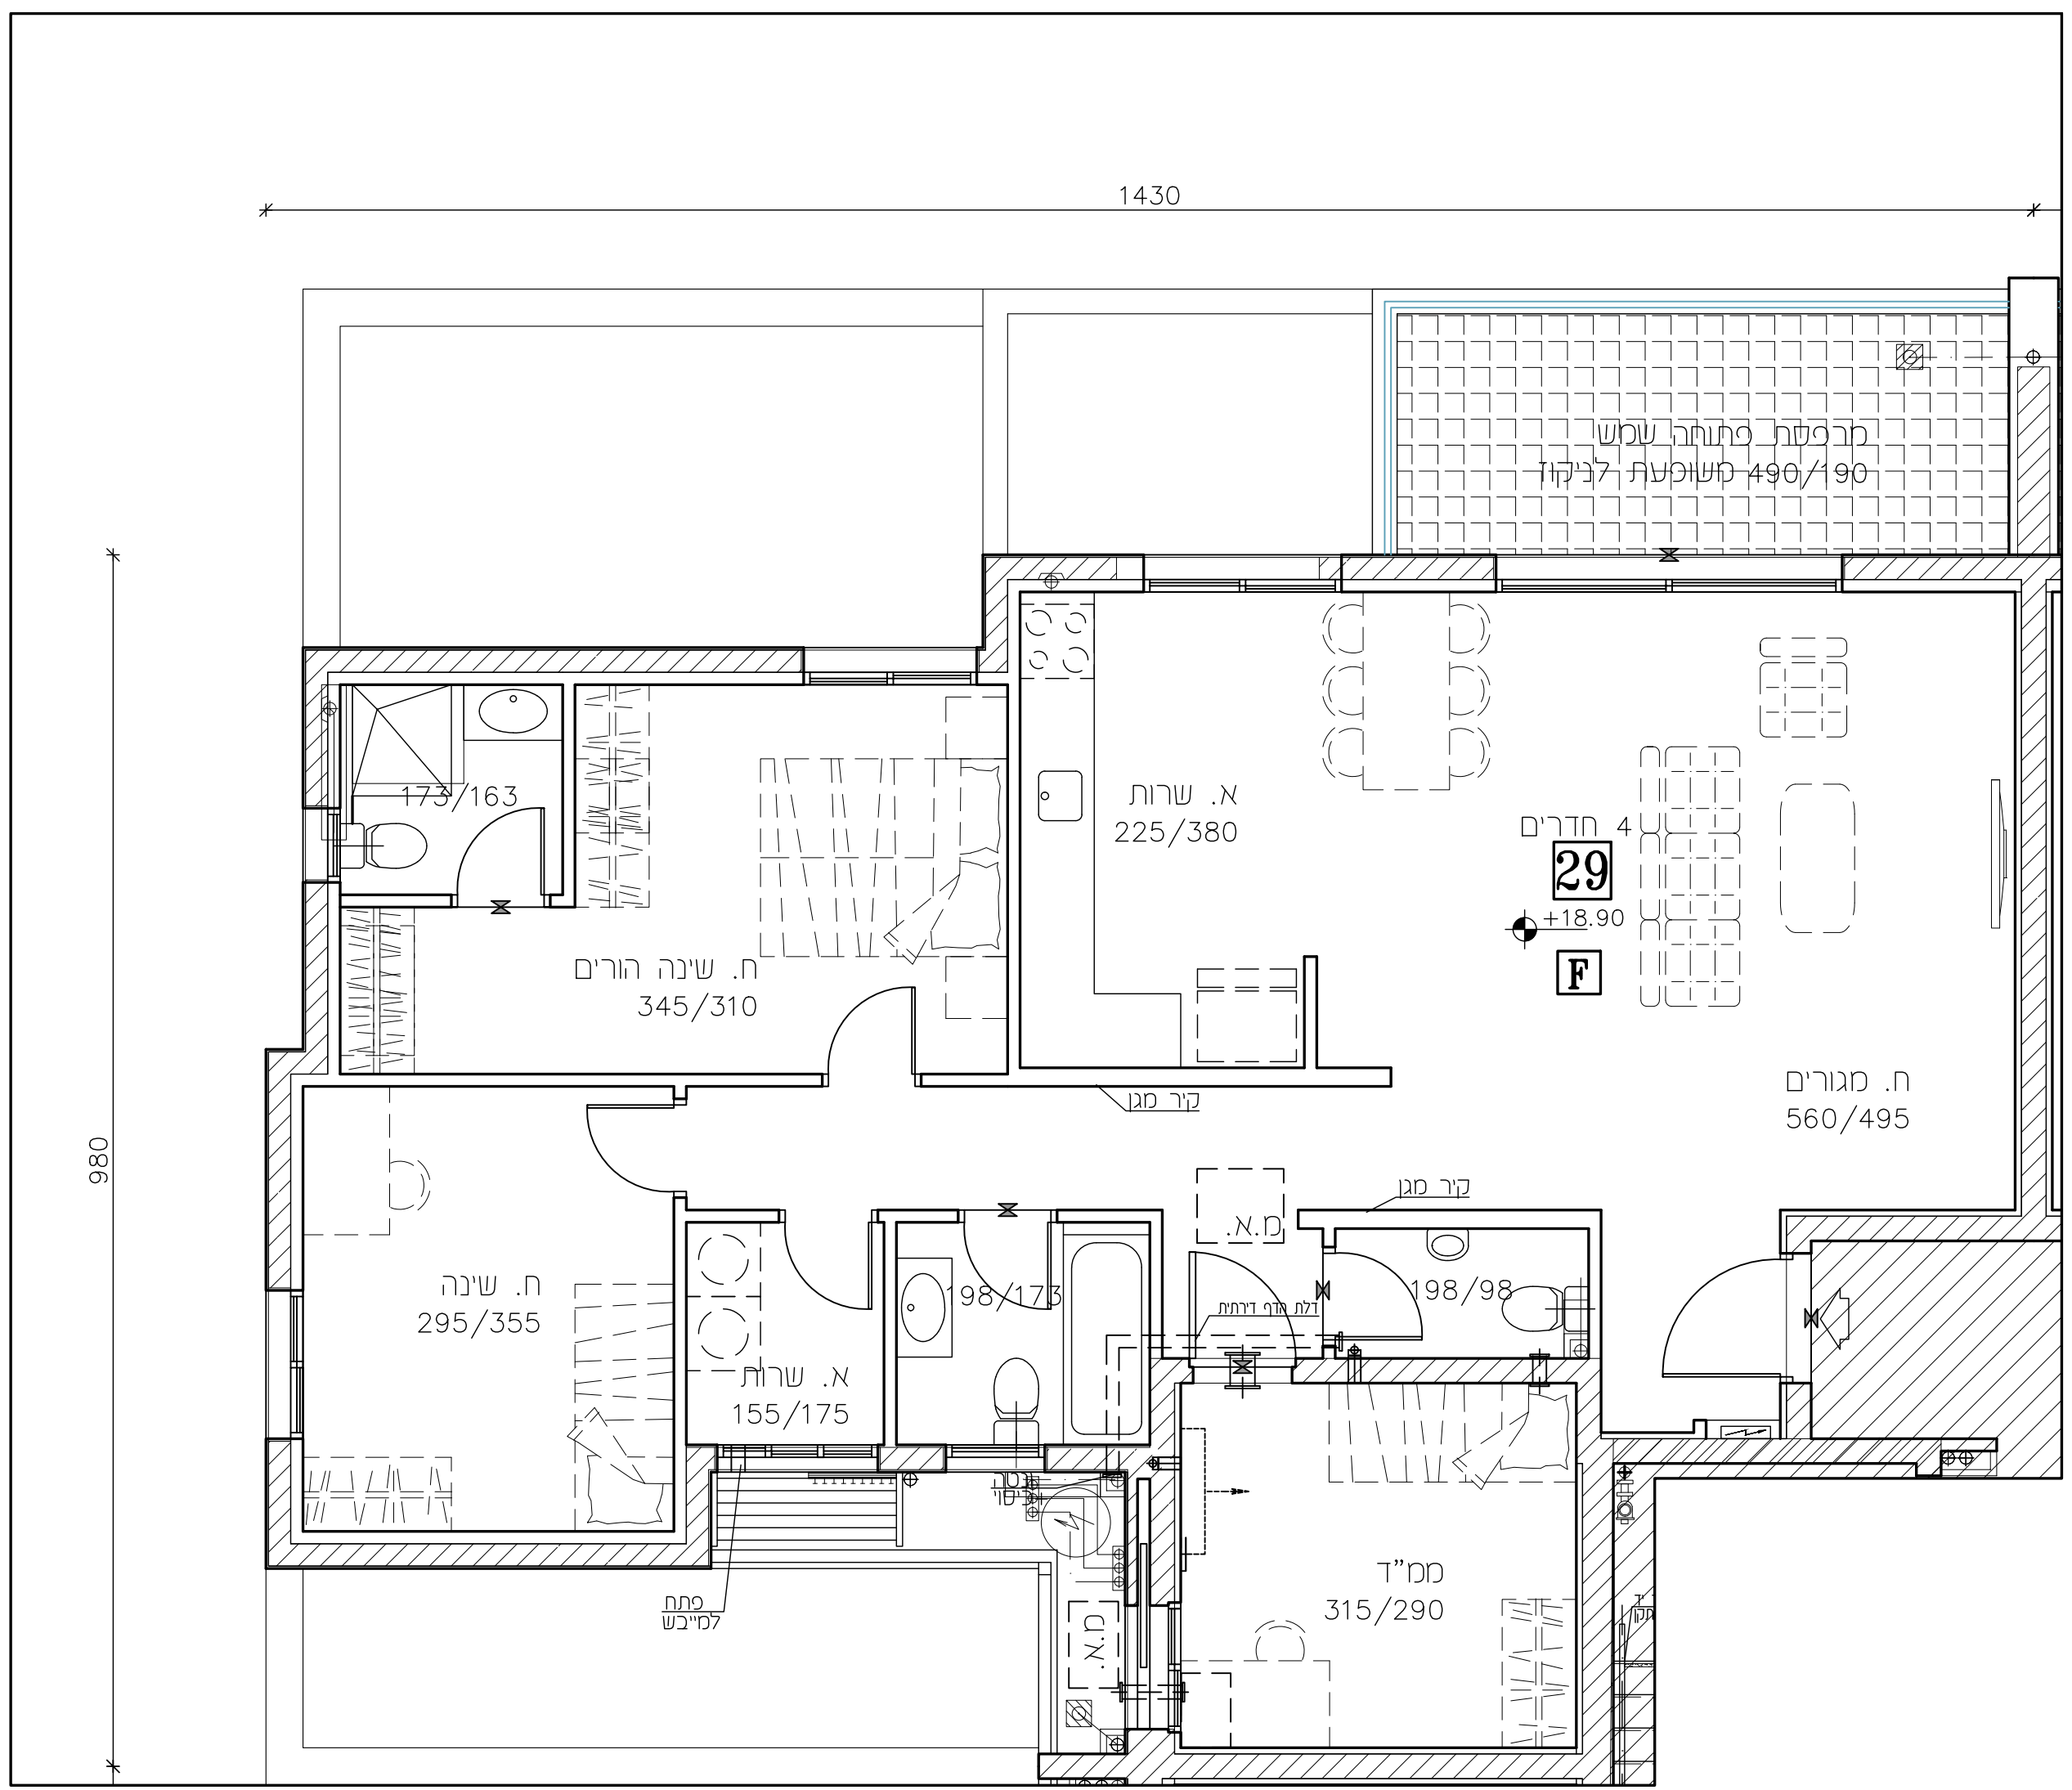 1430
מרפסת פתוחה שמש
490/190 משופעת לניקוז
980
173/163
א. שרות
225/380
4 חדרים
29
+18.90
F
ח. שינה הורים
345/310
ח. מגורים
560/495
קיר מגן
קיר מגן
מ.א.
ח. שינה
295/355
198/173
198/98
דלת הדף דירתית
א. שרות
155/175
+כיסוי
ממ"ד
315/290
פתח
למייבש
מ.א.